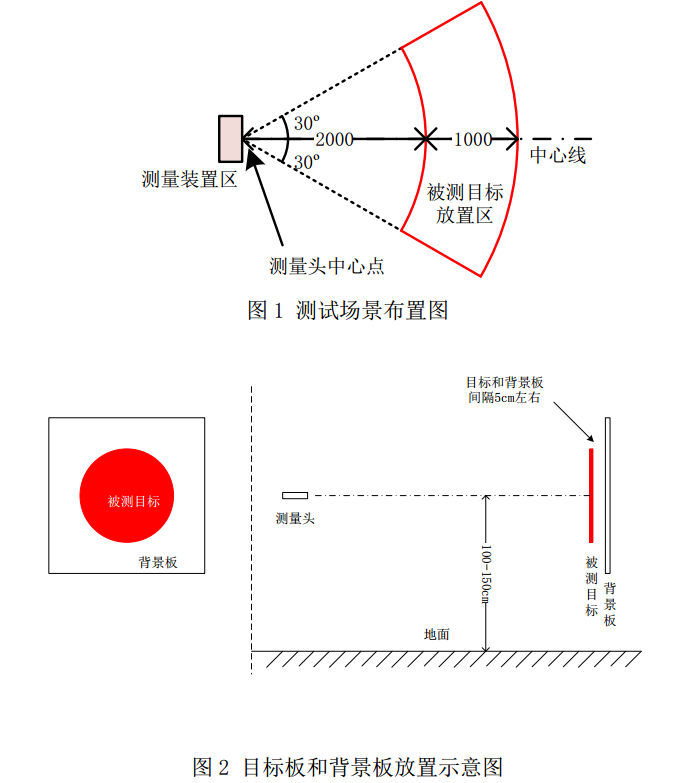 30º
2000
1000
30º
中心线
测量装置区
被测目标
放置区
测量头中心点
图1 测试场景布置图
目标和背景板
间隔5cm左右
被测目标
背景板
测量头
100-150cm
被测目标
背景板
地面
图2 目标板和背景板放置示意图